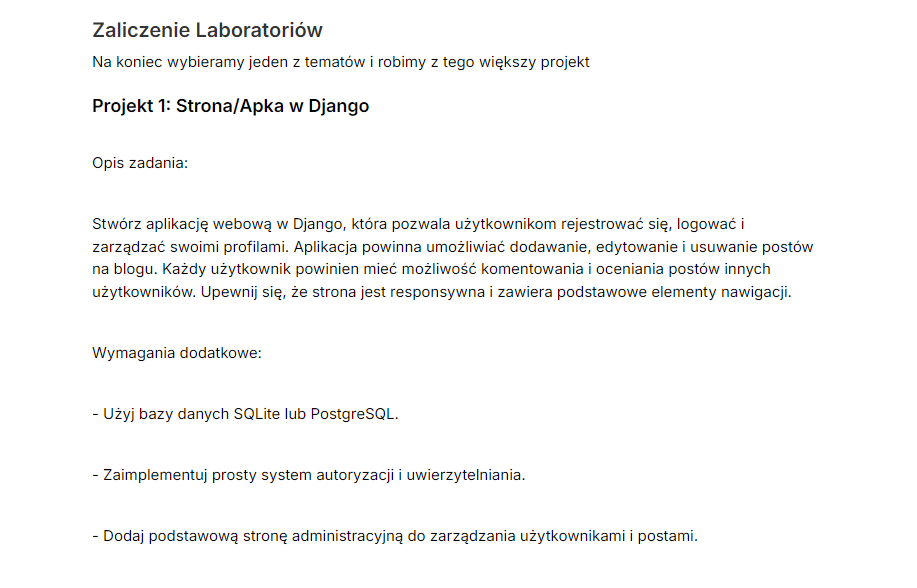 Zaliczenie Laboratoriów
Na koniec wybieramy jeden z tematów i robimy z tego większy projekt
Projekt 1: Strona/Apka w Django
Opis zadania:
Stwórz aplikację webową w Django, która pozwala użytkownikom rejestrować się, logować i
zarządzać swoimi profilami. Aplikacja powinna umożliwiać dodawanie, edytowanie i usuwanie postów
na blogu. Każdy użytkownik powinien mieć możliwość komentowania i oceniania postów innych
użytkowników. Upewnij się, że strona jest responsywna i zawiera podstawowe elementy nawigacji.
Wymagania dodatkowe:
- Użyj bazy danych SQLite lub PostgreSQL.
- Zaimplementuj prosty system autoryzacji i uwierzytelniania.
- Dodaj podstawową stronę administracyjną do zarządzania użytkownikami i postami.